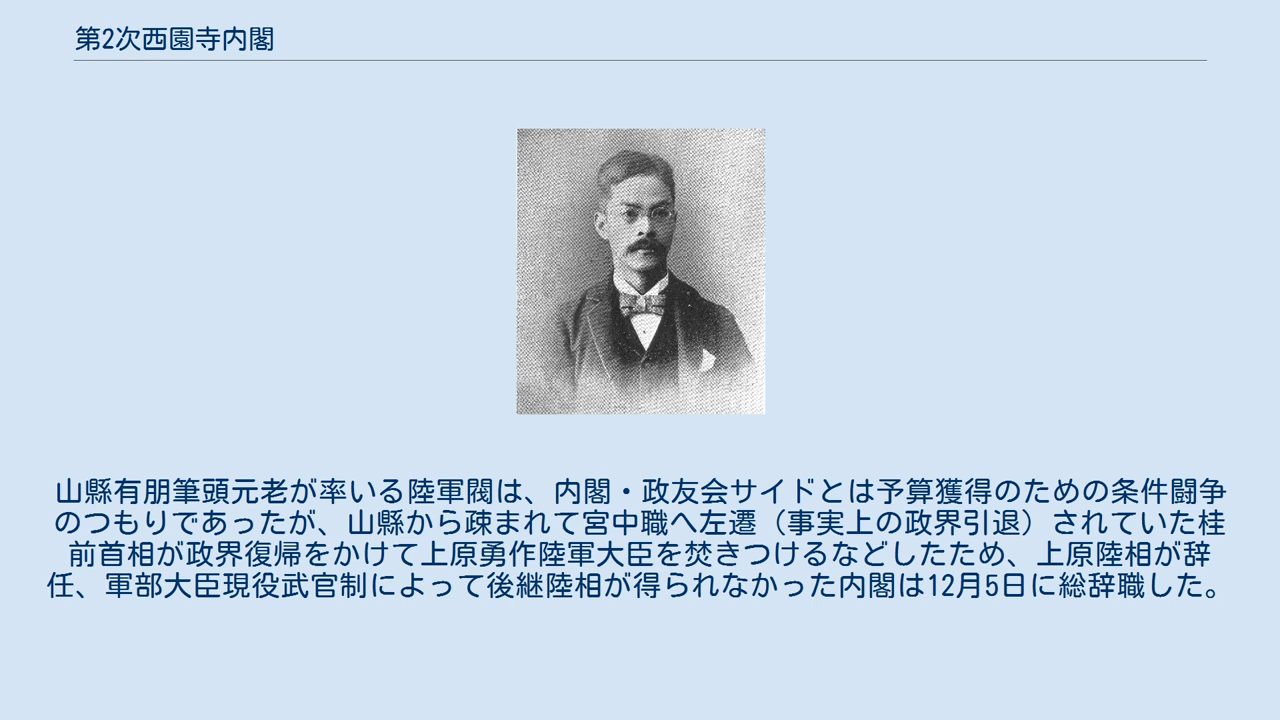 第2次西園寺内閣
山縣有朋筆頭元老が率いる陸軍閥は、内閣・政友会サイドとは予算獲得のための条件闘争
のつもりであったが、山縣から疎まれて宮中職へ左遷（事実上の政界引退）されていた桂
前首相が政界復帰をかけて上原勇作陸軍大臣を焚きつけるなどしたため、上原陸相が辞
任、軍部大臣現役武官制によって後継陸相が得られなかった内閣は12月5日に総辞職した。